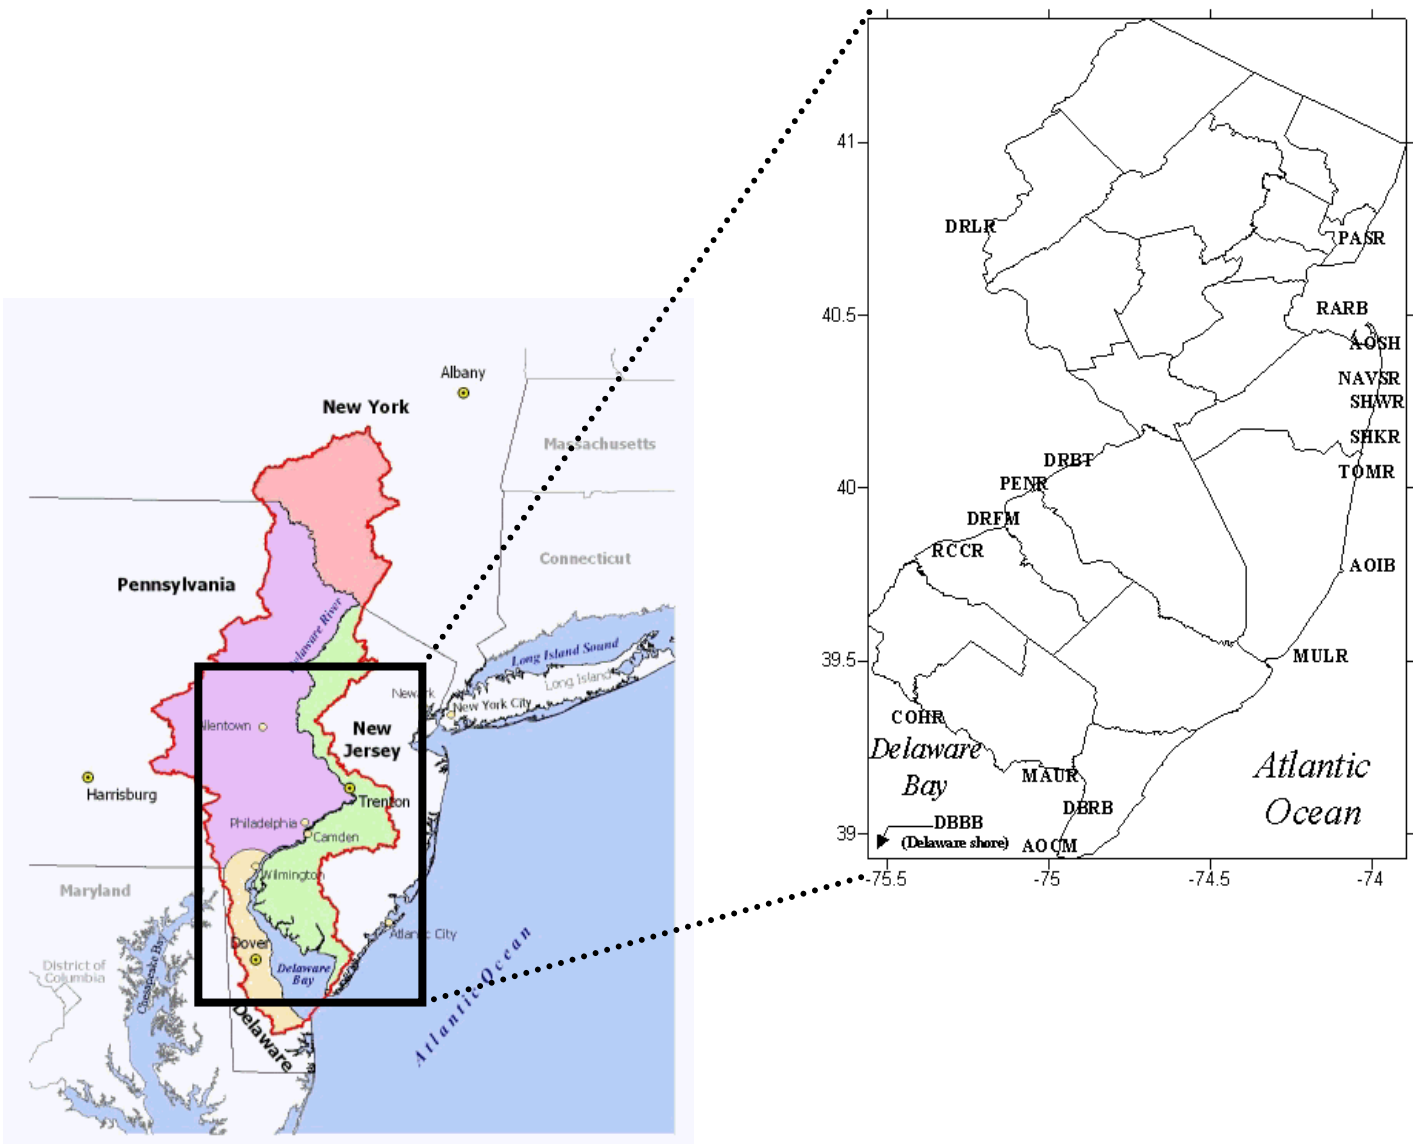 Albany
New York
Massachusetts
Connecticut
Pennsylvania
Delaware River
Long Island Sound
Long Island
Newark
New York City
Allentown
New
Jersey
Harrisburg
Trenton
Philadelphia
Camden
Wilmington
Maryland
Atlantic City
Dover
District of
Columbia
Chesapeake Bay
Delaware
Bay
Atlantic Ocean
Delaware
41
DRLR
PASR
40.5
RARB
AOSH
NAVSR
SHWR
SHKR
DRBT
TOMR
PENR
40
DRFM
RCCR
AOIB
MULR
39.5
COHR
Delaware
Bay
MAUR
Atlantic
Ocean
DBRB
DBBB
39
(Delaware shore)
AOCM
-75.5
-75
-74.5
-74